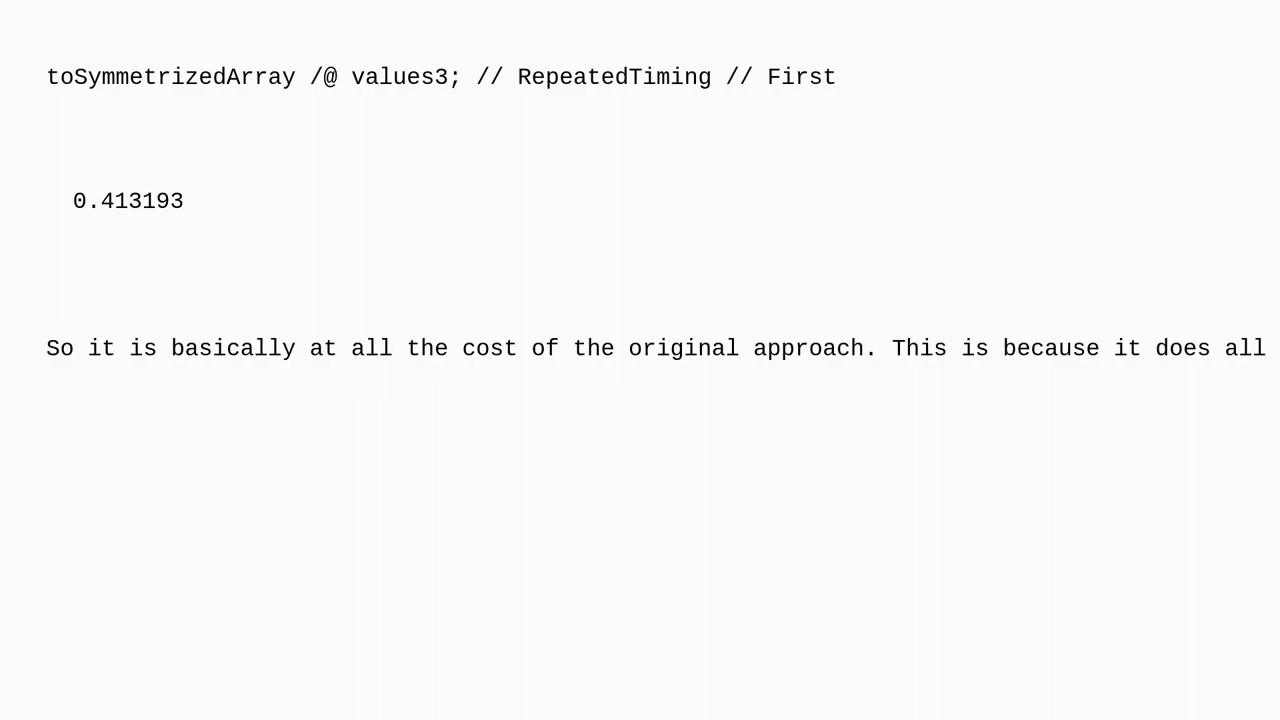 toSymmetrizedArray /@ values3; // RepeatedTiming // First
0.413193
So it is basically at all the cost of the original approach. This is because it does all